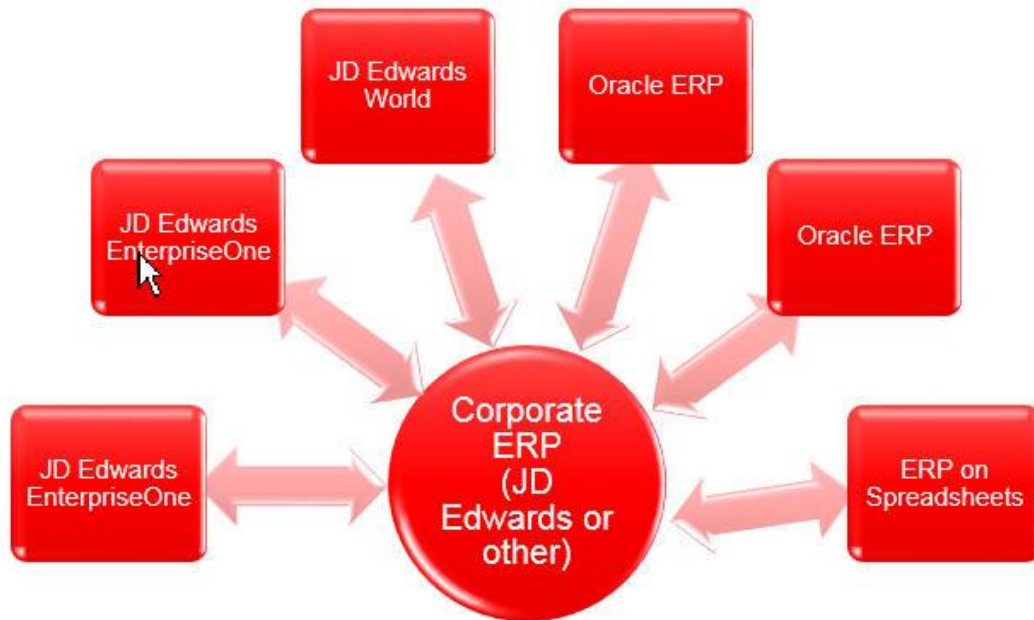 JD Edwards
World
Oracle ERP
JD Edwards
EnterpriseOne
Oracle ERP
JD Edwards
EnterpriseOne
Corporate
ERP
(JD
Edwards or
other)
ERP on
Spreadsheets